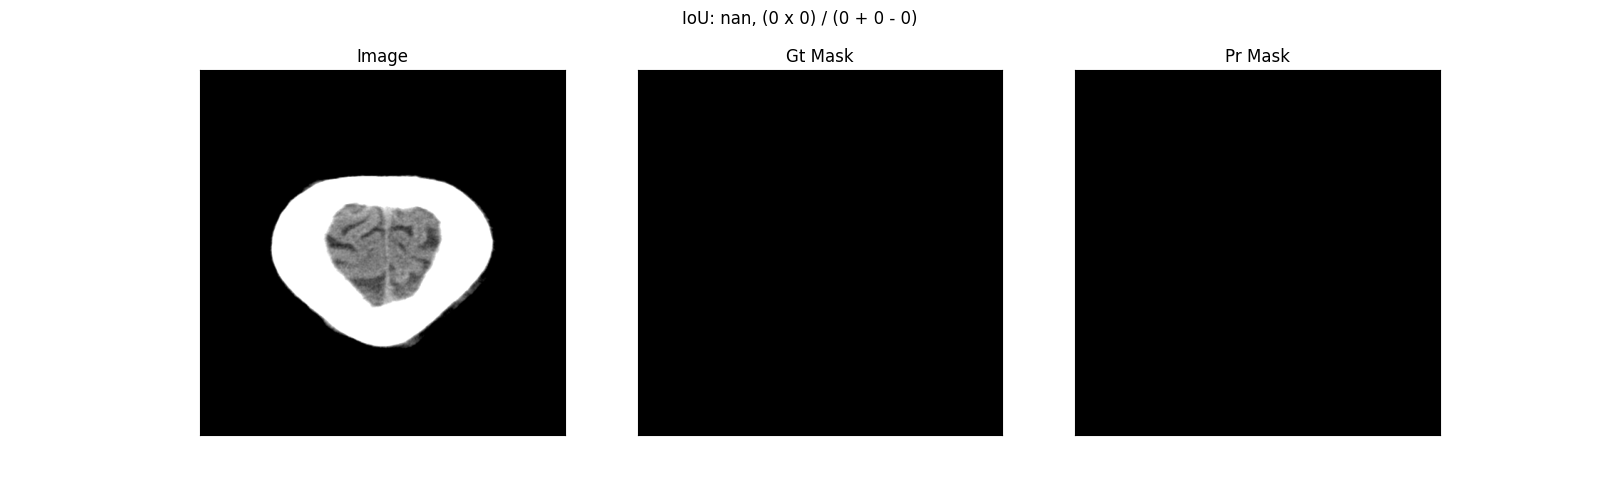 IoU: nan, (0 x 0) / (0 + 0 - 0)
Image
Gt Mask
Pr Mask